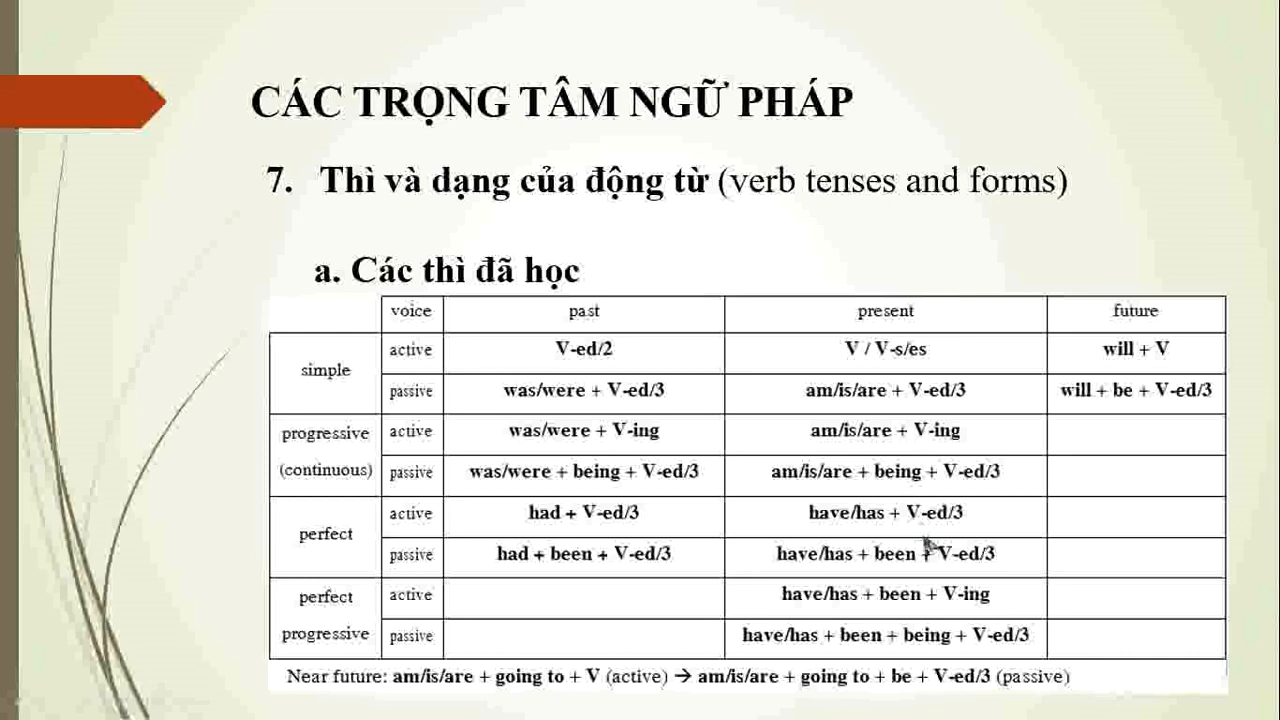 CÁC TRỌNG TÂM NGỮ PHÁP
7. Thì và dạng của động từ (verb tenses and forms)
a. Các thì đã học
voice past present future
simple
active V-ed/2 V / V-s/es will + V
passive was/were + V-ed/3 am/is/are + V-ed/3 will + be + V-ed/3
progressive
(continuous)
active was/were + V-ing am/is/are + V-ing
passive was/were + being + V-ed/3 am/is/are + being + V-ed/3
perfect
active had + V-ed/3 have/has + V-ed/3
passive had + been + V-ed/3 have/has + been + V-ed/3
perfect
progressive
active have/has + been + V-ing
passive have/has + been + being + V-ed/3
Near future: am/is/are + going to + V (active) → am/is/are + going to + be + V-ed/3 (passive)